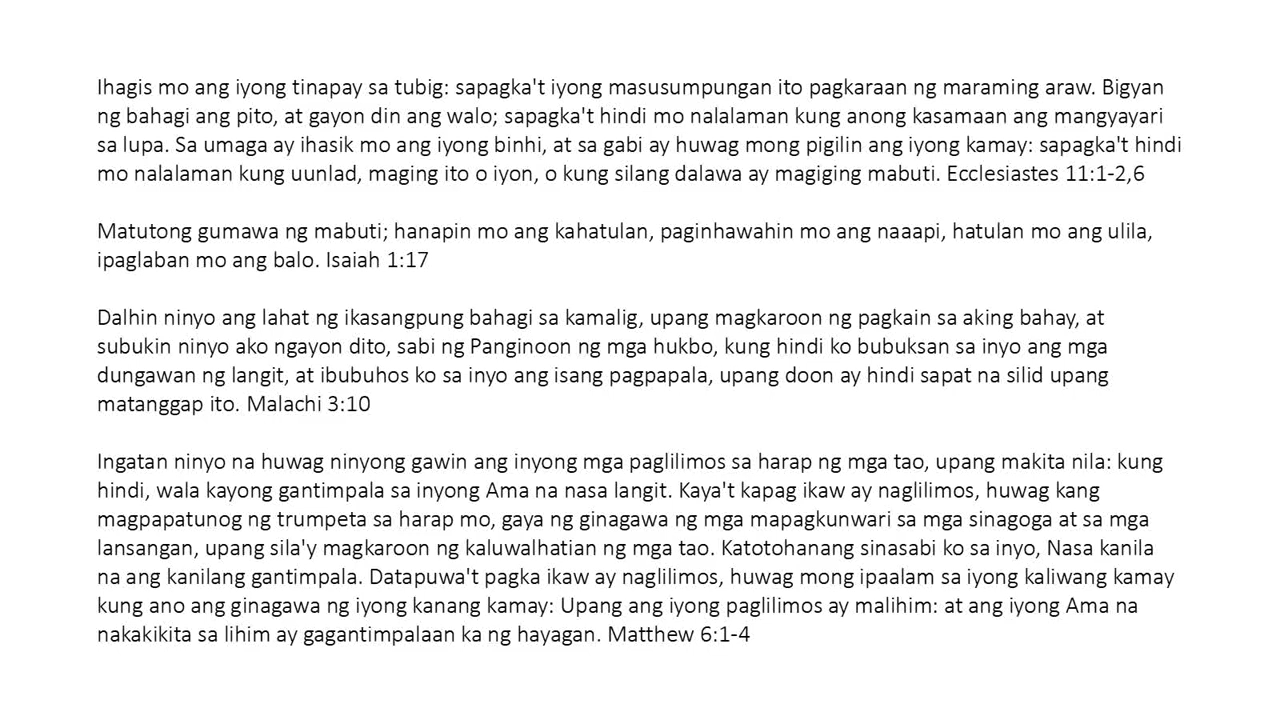 Ihagis mo ang iyong tinapay sa tubig: sapagka't iyong masusumpungan ito pagkaraan ng maraming araw. Bigyan
ng bahagi ang pito, at gayon din ang walo; sapagka't hindi mo nalalaman kung anong kasamaan ang mangyayari
sa lupa. Sa umaga ay ihasik mo ang iyong binhi, at sa gabi ay huwag mong pigilin ang iyong kamay: sapagka't hindi
mo nalalaman kung uunlad, maging ito o iyon, o kung silang dalawa ay magiging mabuti. Ecclesiastes 11:1-2,6
Matutong gumawa ng mabuti; hanapin mo ang kahatulan, paginhawahin mo ang naaapi, hatulan mo ang ulila,
ipaglaban mo ang balo. Isaiah 1:17
Dalhin ninyo ang lahat ng ikasangpung bahagi sa kamalig, upang magkaroon ng pagkain sa aking bahay, at
subukin ninyo ako ngayon dito, sabi ng Panginoon ng mga hukbo, kung hindi ko bubuksan sa inyo ang mga
dungawan ng langit, at ibubuhos ko sa inyo ang isang pagpapala, upang doon ay hindi sapat na silid upang
matanggap ito. Malachi 3:10
Ingatan ninyo na huwag ninyong gawin ang inyong mga paglilimos sa harap ng mga tao, upang makita nila: kung
hindi, wala kayong gantimpala sa inyong Ama na nasa langit. Kaya't kapag ikaw ay naglilimos, huwag kang
magpapatunog ng trumpeta sa harap mo, gaya ng ginagawa ng mga mapagkunwari sa mga sinagoga at sa mga
lansangan, upang sila'y magkaroon ng kaluwalhatian ng mga tao. Katotohanang sinasabi ko sa inyo, Nasa kanila
na ang kanilang gantimpala. Datapuwa't pagka ikaw ay naglilimos, huwag mong ipaalam sa iyong kaliwang kamay
kung ano ang ginagawa ng iyong kanang kamay: Upang ang iyong paglilimos ay malihim: at ang iyong Ama na
nakakikita sa lihim ay gagantimpalaan ka ng hayagan. Matthew 6:1-4